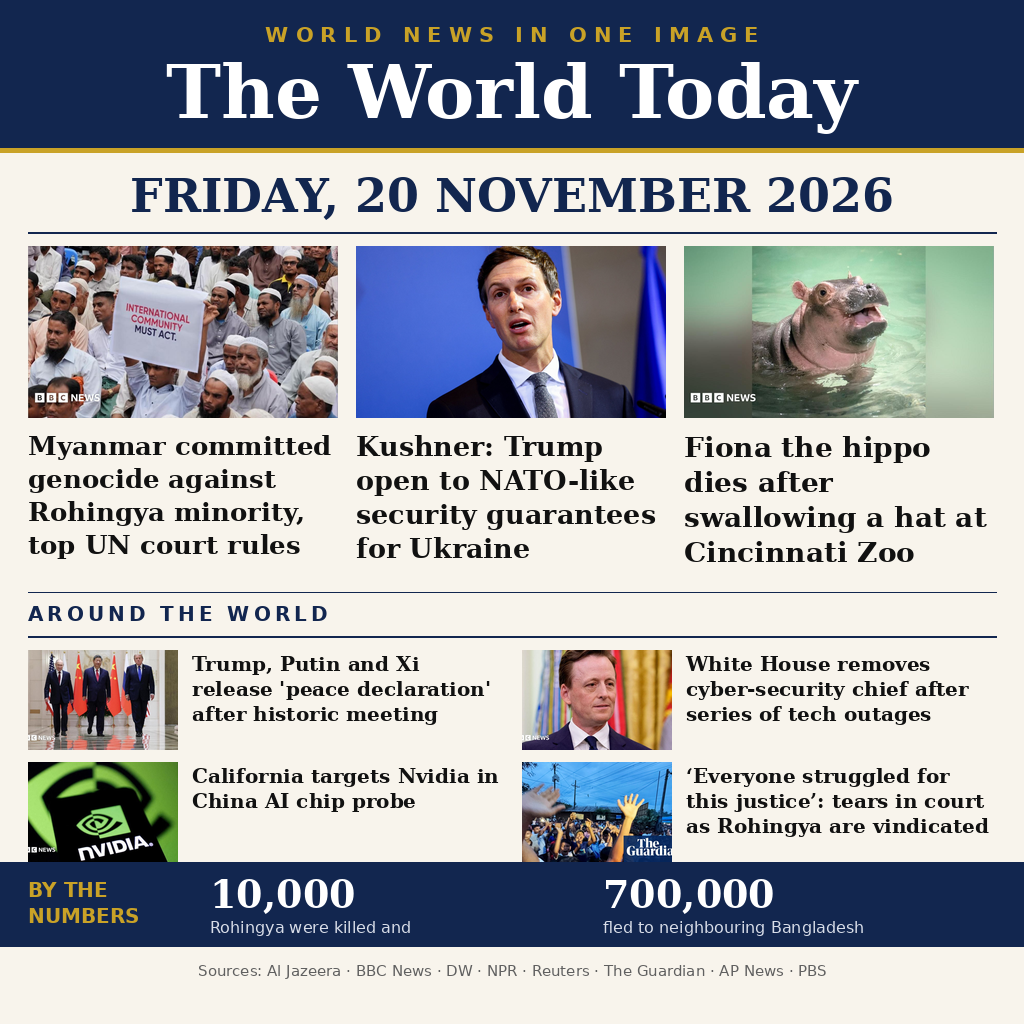 WORLD NEWS IN ONE IMAGE
The World Today
FRIDAY, 20 NOVEMBER 2026
INTERNATIONAL
COMMUNITY
MUST ACT.
BBC NEWS
BBC NEWS
Myanmar committed
genocide against
Rohingya minority,
top UN court rules
Kushner: Trump
open to NATO-like
security guarantees
for Ukraine
Fiona the hippo
dies after
swallowing a hat at
Cincinnati Zoo
AROUND THE WORLD
C NEWS
Trump, Putin and Xi
release 'peace declaration'
after historic meeting
C NEWS
White House removes
cyber-security chief after
series of tech outages
NVIDIA.
C NEWS
California targets Nvidia in
China AI chip probe
The
Guardia
‘Everyone struggled for
this justice’: tears in court
as Rohingya are vindicated
BY THE
NUMBERS
10,000
Rohingya were killed and
700,000
fled to neighbouring Bangladesh
Sources: Al Jazeera · BBC News · DW · NPR · Reuters · The Guardian · AP News · PBS